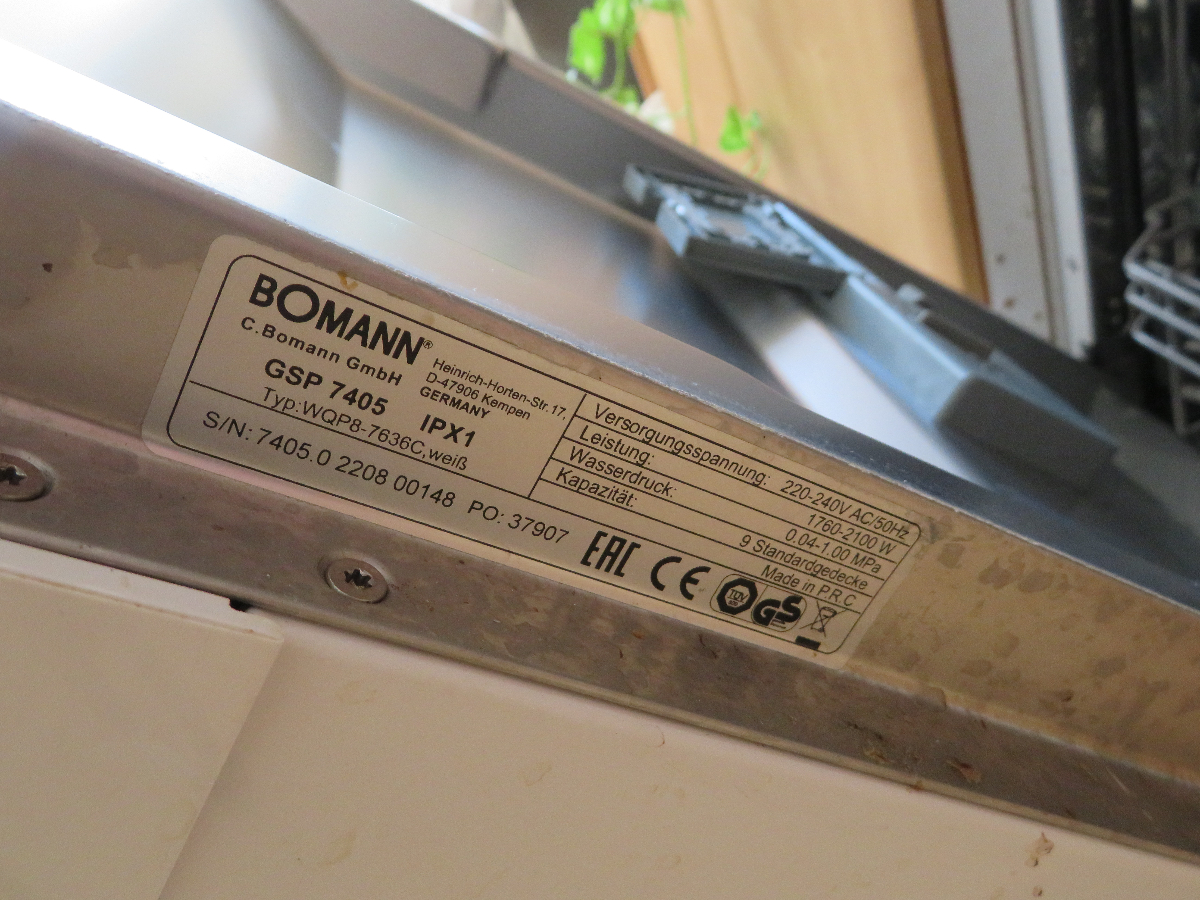 BOMANN®
C.Bomann GmbH
Heinrich-Horten-Str.17,
D-47906 Kempen
GERMANY
GSP 7405 IPX1
Typ:WQP8-7636C,weiß
S/N: 7405.0 2208 00148 PO: 37907
Versorgungsspannung: 220-240V AC/50Hz
Leistung: 1760-2100 W
Wasserdruck: 0.04-1.00 MPa
Kapazität: 9 Standardgedecke
Made in P.R.C
EAC CE TÜV GS